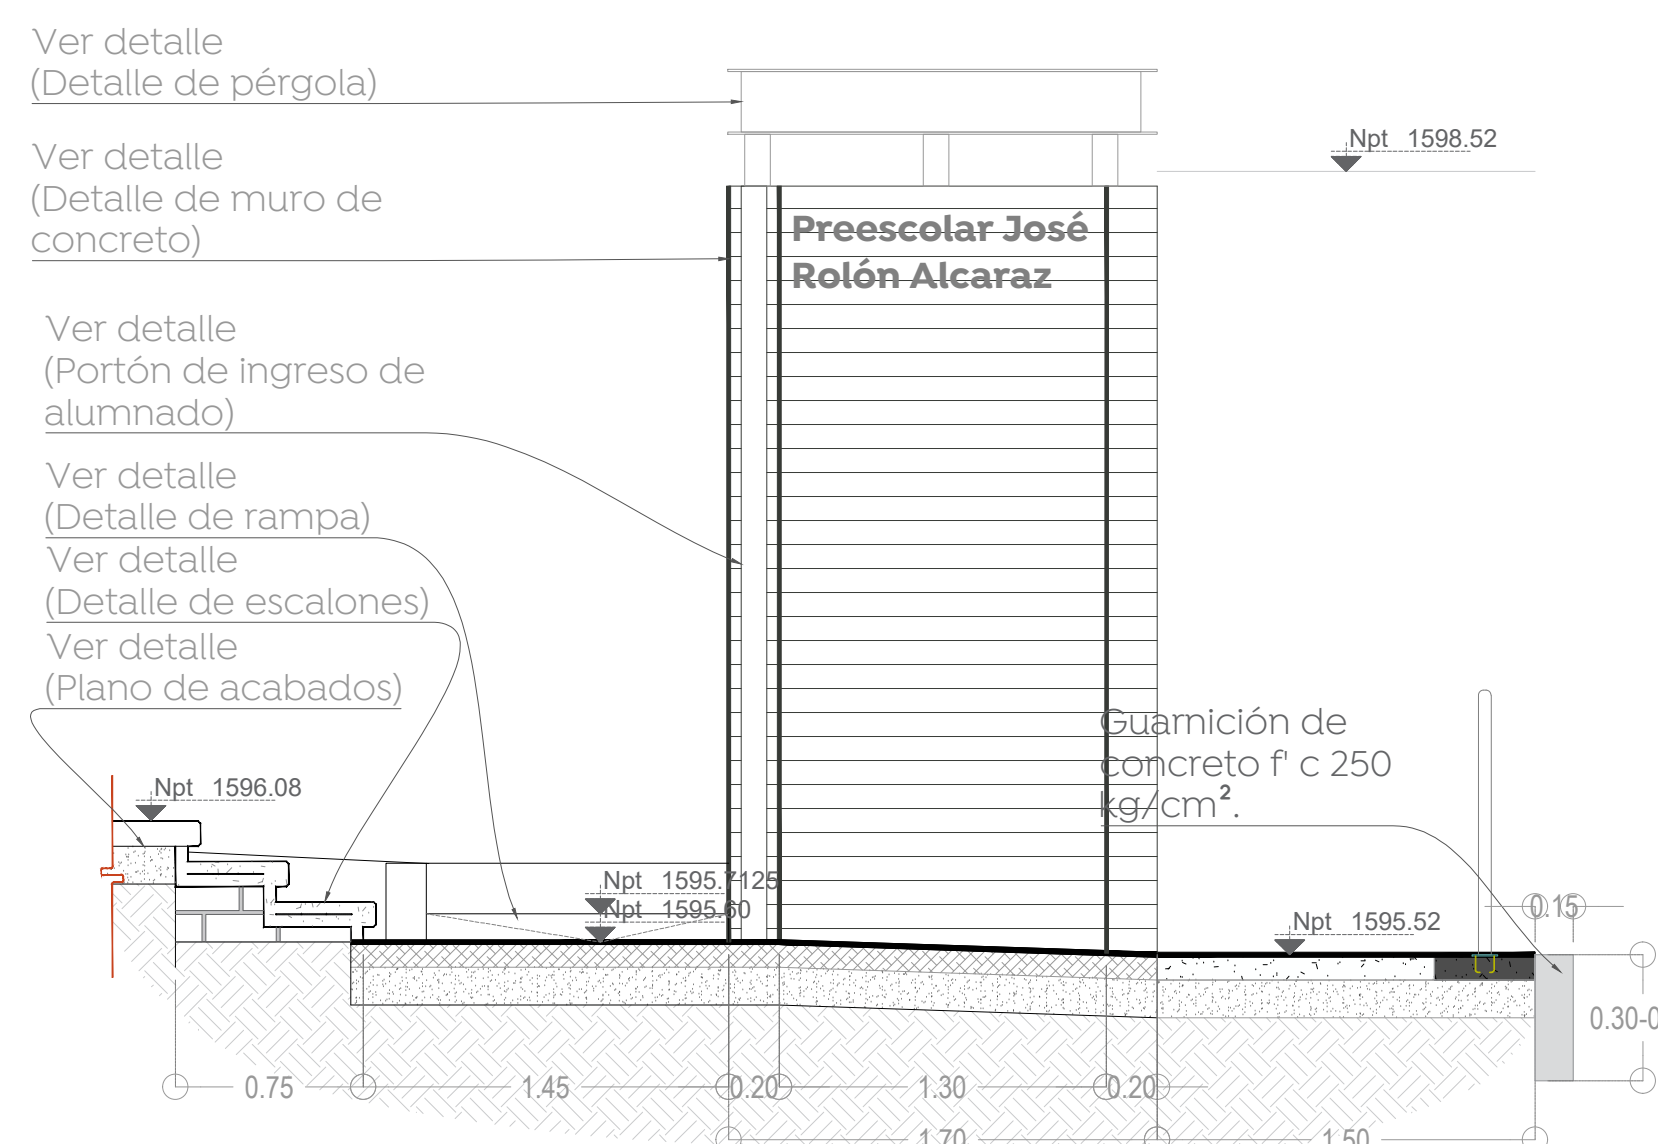 Ver detalle
(Detalle de pérgola)
Npt 1598.52
Ver detalle
(Detalle de muro de
concreto)
Preescolar José
Rolón Alcaraz
Ver detalle
(Portón de ingreso de
alumnado)
Ver detalle
(Detalle de rampa)
Ver detalle
(Detalle de escalones)
Ver detalle
(Plano de acabados)
Guarnición de
concreto f' c 250
kg/cm².
Npt 1596.08
Npt 1595.7125
Npt 1595.60
Npt 1595.52
0.15
0.30-0
0.75
1.45
0.20
1.30
0.20
1.70
1.50